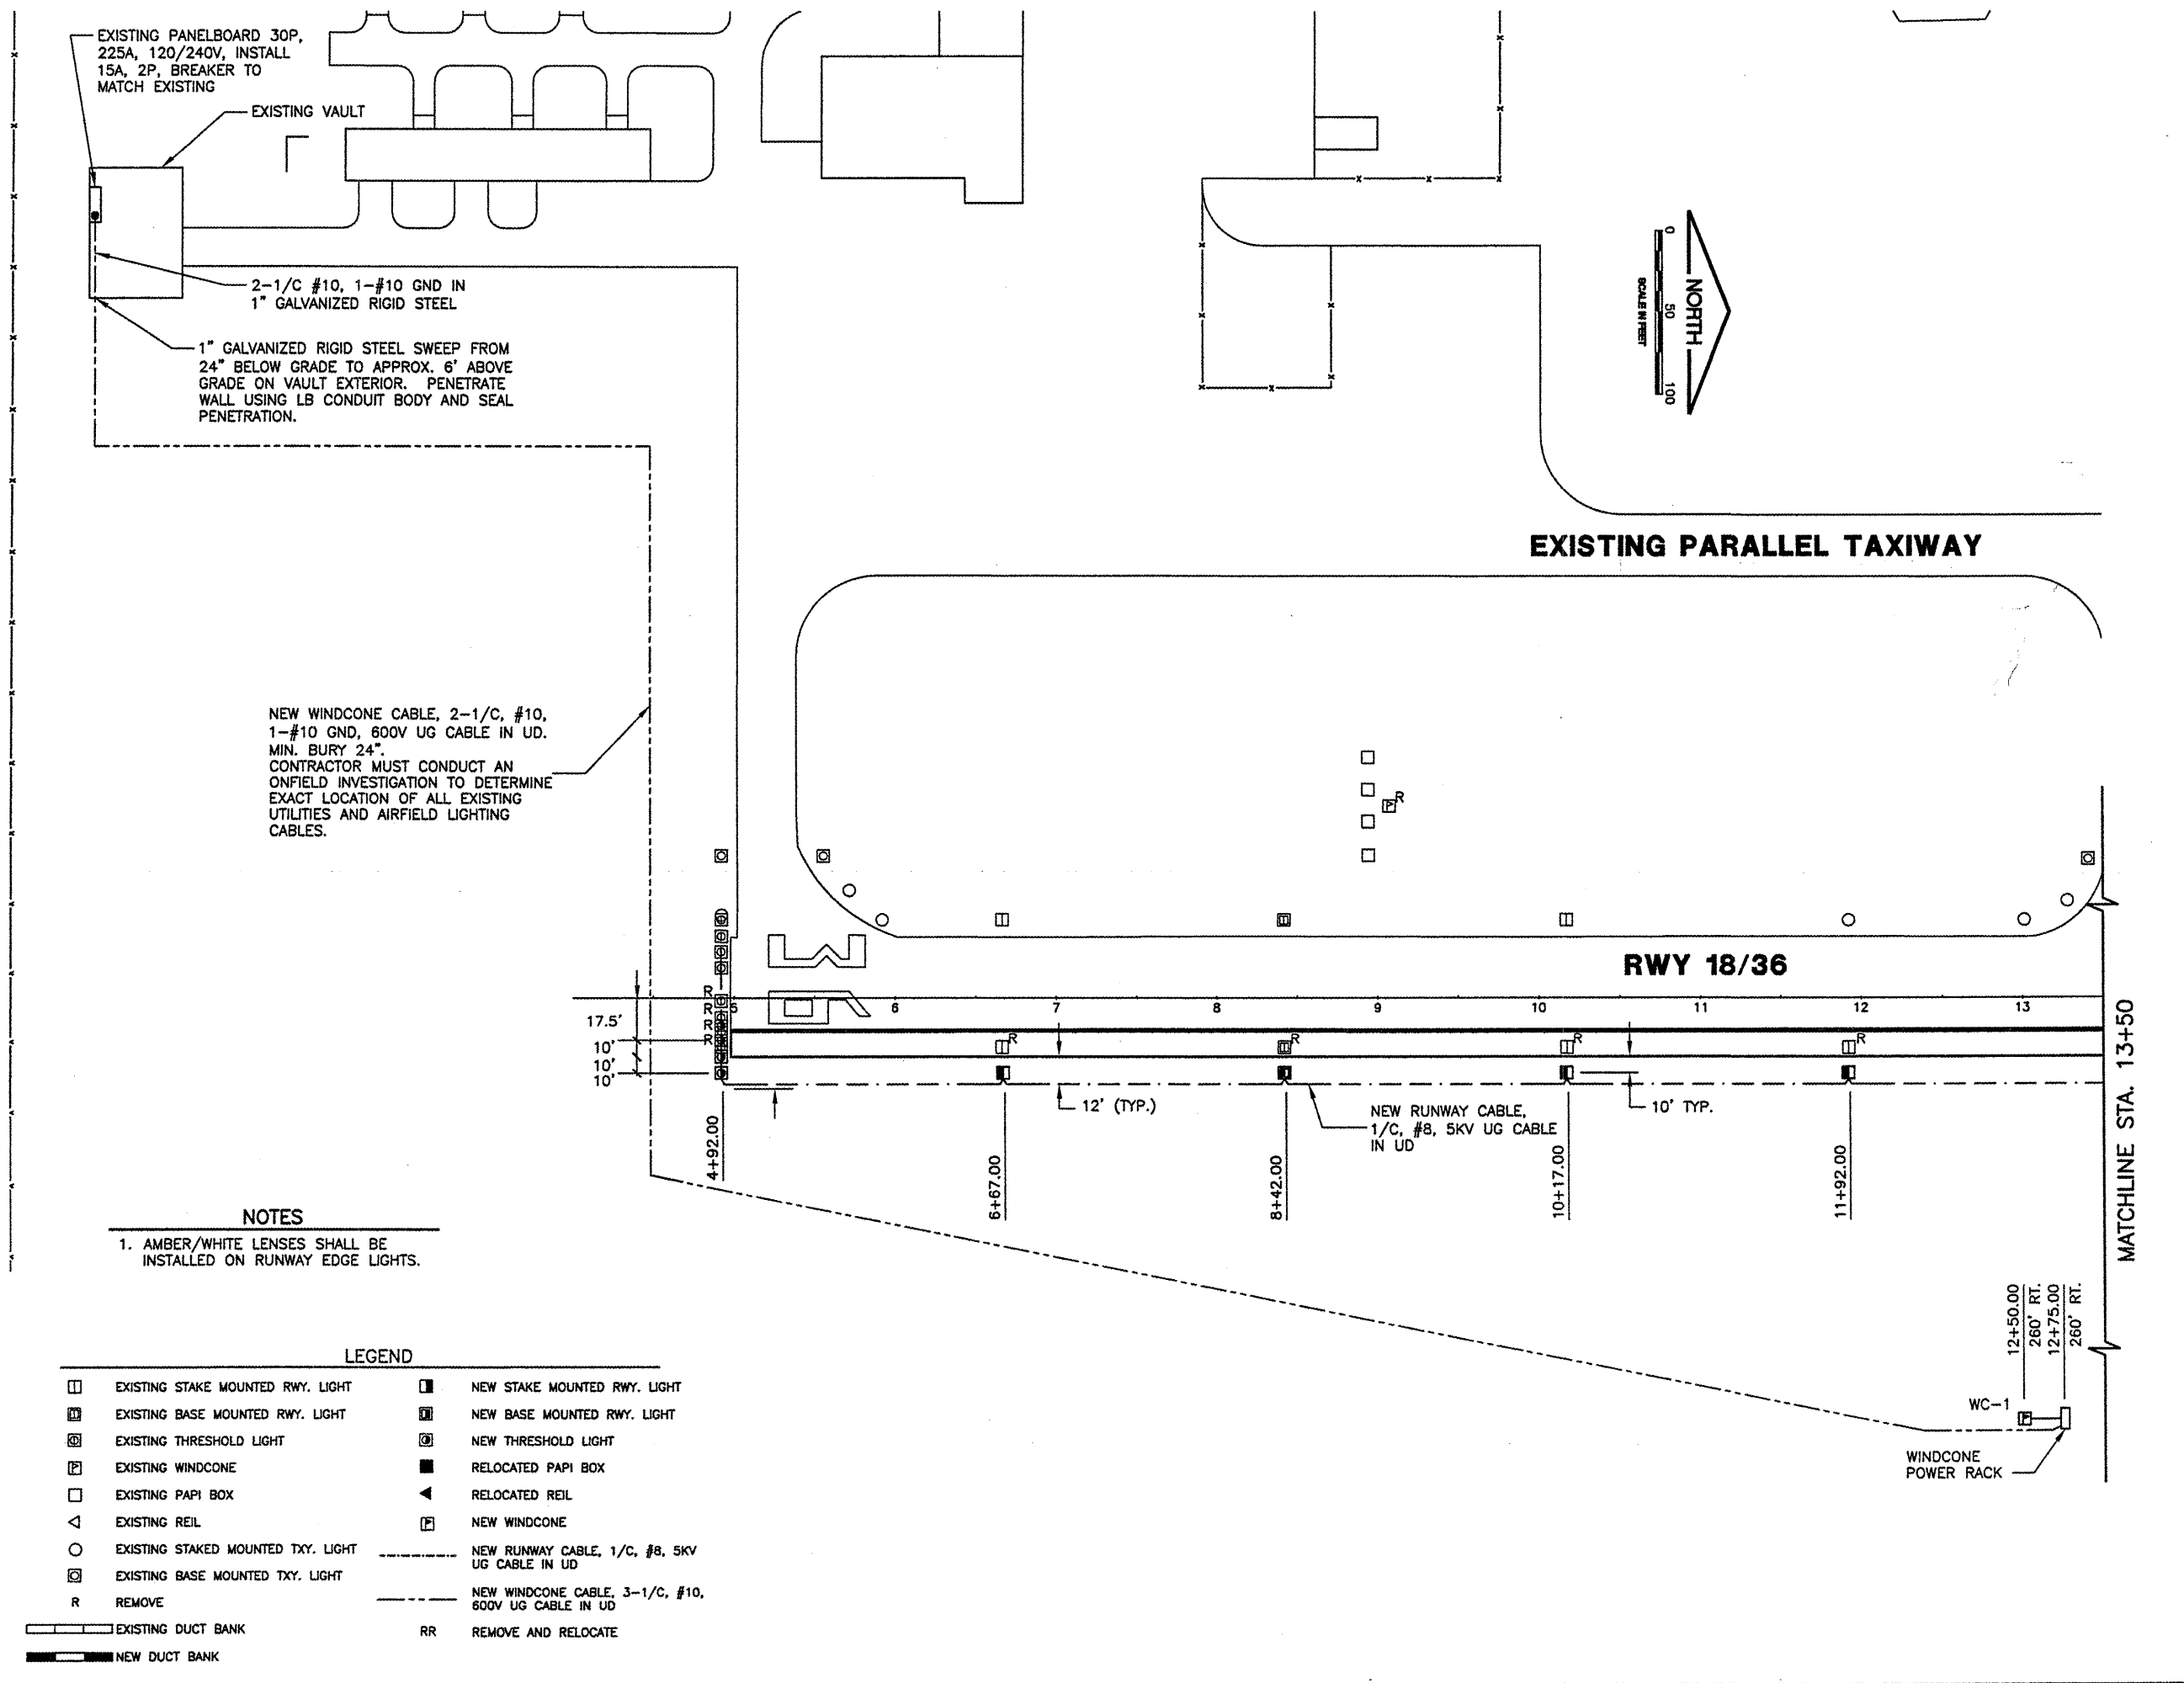 EXISTING PANELBOARD 30P,
225A, 120/240V, INSTALL
15A, 2P, BREAKER TO
MATCH EXISTING
EXISTING VAULT
2-1/C #10, 1-#10 GND IN
1" GALVANIZED RIGID STEEL
1" GALVANIZED RIGID STEEL SWEEP FROM
24" BELOW GRADE TO APPROX. 6' ABOVE
GRADE ON VAULT EXTERIOR. PENETRATE
WALL USING LB CONDUIT BODY AND SEAL
PENETRATION.
NORTH
0 50 100
SCALE IN FEET
EXISTING PARALLEL TAXIWAY
NEW WINDCONE CABLE, 2-1/C, #10,
1-#10 GND, 600V UG CABLE IN UD.
MIN. BURY 24".
CONTRACTOR MUST CONDUCT AN
ONFIELD INVESTIGATION TO DETERMINE
EXACT LOCATION OF ALL EXISTING
UTILITIES AND AIRFIELD LIGHTING
CABLES.
R
RWY 18/36
R
R
R
R
5 6 7 8 9 10 11 12 13
17.5'
10'
10'
10'
R R R R
12' (TYP.)
10' TYP.
NEW RUNWAY CABLE,
1/C, #8, 5KV UG CABLE
IN UD
4+92.00
6+67.00
8+42.00
10+17.00
11+92.00
MATCHLINE STA. 13+50
12+50.00
260' RT.
12+75.00
260' RT.
WC-1
WINDCONE
POWER RACK
NOTES
1. AMBER/WHITE LENSES SHALL BE
INSTALLED ON RUNWAY EDGE LIGHTS.
LEGEND
EXISTING STAKE MOUNTED RWY. LIGHT
EXISTING BASE MOUNTED RWY. LIGHT
EXISTING THRESHOLD LIGHT
EXISTING WINDCONE
EXISTING PAPI BOX
EXISTING REIL
EXISTING STAKED MOUNTED TXY. LIGHT
EXISTING BASE MOUNTED TXY. LIGHT
R REMOVE
EXISTING DUCT BANK
NEW DUCT BANK
NEW STAKE MOUNTED RWY. LIGHT
NEW BASE MOUNTED RWY. LIGHT
NEW THRESHOLD LIGHT
RELOCATED PAPI BOX
RELOCATED REIL
NEW WINDCONE
NEW RUNWAY CABLE, 1/C, #8, 5KV
UG CABLE IN UD
NEW WINDCONE CABLE, 3-1/C, #10,
600V UG CABLE IN UD
RR REMOVE AND RELOCATE